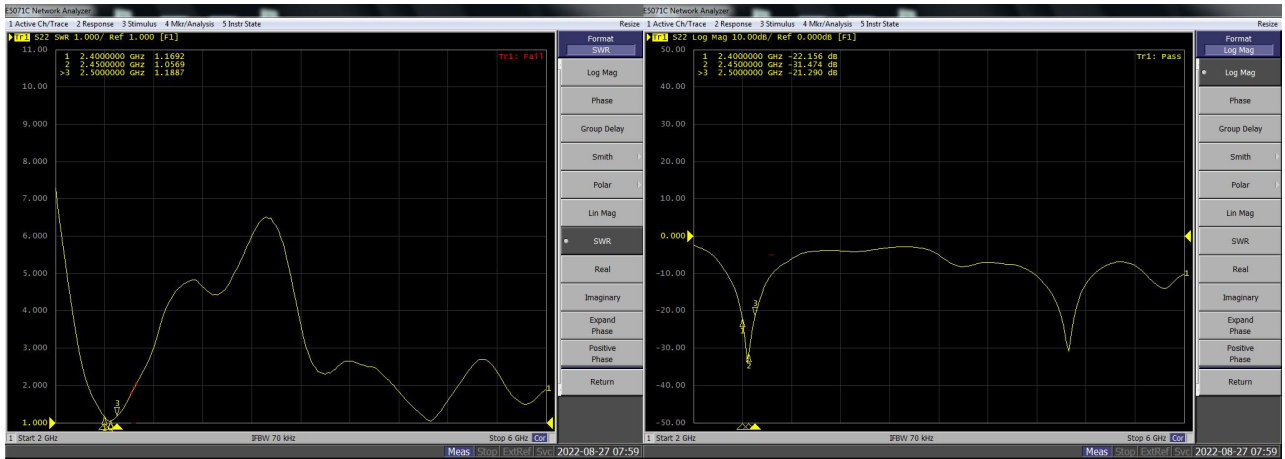 E5071C Network Analyzer
1 Active Ch/Trace 2 Response 3 Stimulus 4 Mkr/Analysis 5 Instr State
Resize
Tr1 S22 SWR 1.000/ Ref 1.000 [F1]
11.00
10.00
9.000
8.000
7.000
6.000
5.000
4.000
3.000
2.000
1.000
1 2.4000000 GHz 1.1692
2 2.4500000 GHz 1.0569
>3 2.5000000 GHz 1.1887
Tr1: Fail
3
1
1 Start 2 GHz
IFBW 70 kHz
Stop 6 GHz Cor
Format
SWR
Log Mag
Phase
Group Delay
Smith
Polar
Lin Mag
SWR
Real
Imaginary
Expand
Phase
Positive
Phase
Return
Meas Stop ExtRef Svc 2022-08-27 07:59
E5071C Network Analyzer
1 Active Ch/Trace 2 Response 3 Stimulus 4 Mkr/Analysis 5 Instr State
Resize
Tr1 S22 Log Mag 10.00dB/ Ref 0.000dB [F1]
50.00
40.00
30.00
20.00
10.00
0.000
-10.00
-20.00
-30.00
-40.00
-50.00
1 2.4000000 GHz -22.156 dB
2 2.4500000 GHz -31.474 dB
>3 2.5000000 GHz -21.290 dB
Tr1: Pass
3
1
2
1
1 Start 2 GHz
IFBW 70 kHz
Stop 6 GHz Cor
Format
Log Mag
Log Mag
Phase
Group Delay
Smith
Polar
Lin Mag
SWR
Real
Imaginary
Expand
Phase
Positive
Phase
Return
Meas Stop ExtRef Svc 2022-08-27 07:59